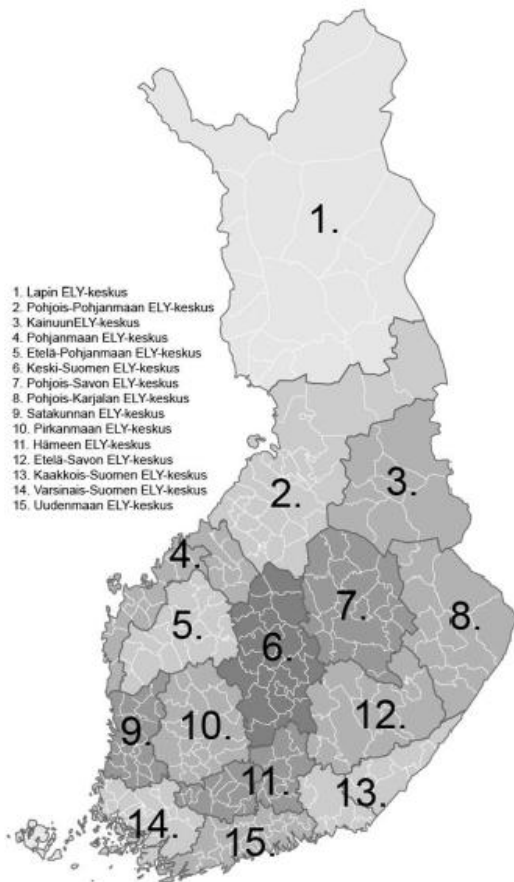 1.
1. Lapin ELY-keskus
2. Pohjois-Pohjanmaan ELY-keskus
3. KainuunELY-keskus
4. Pohjanmaan ELY-keskus
5. Etelä-Pohjanmaan ELY-keskus
6. Keski-Suomen ELY-keskus
7. Pohjois-Savon ELY-keskus
8. Pohjois-Karjalan ELY-keskus
9. Satakunnan ELY-keskus
10. Pirkanmaan ELY-keskus
11. Hämeen ELY-keskus
12. Etelä-Savon ELY-keskus
13. Kaakkois-Suomen ELY-keskus
14. Varsinais-Suomen ELY-keskus
15. Uudenmaan ELY-keskus
2.
3.
4.
5.
6.
7.
8.
9.
10.
11.
12.
13.
14.
15.